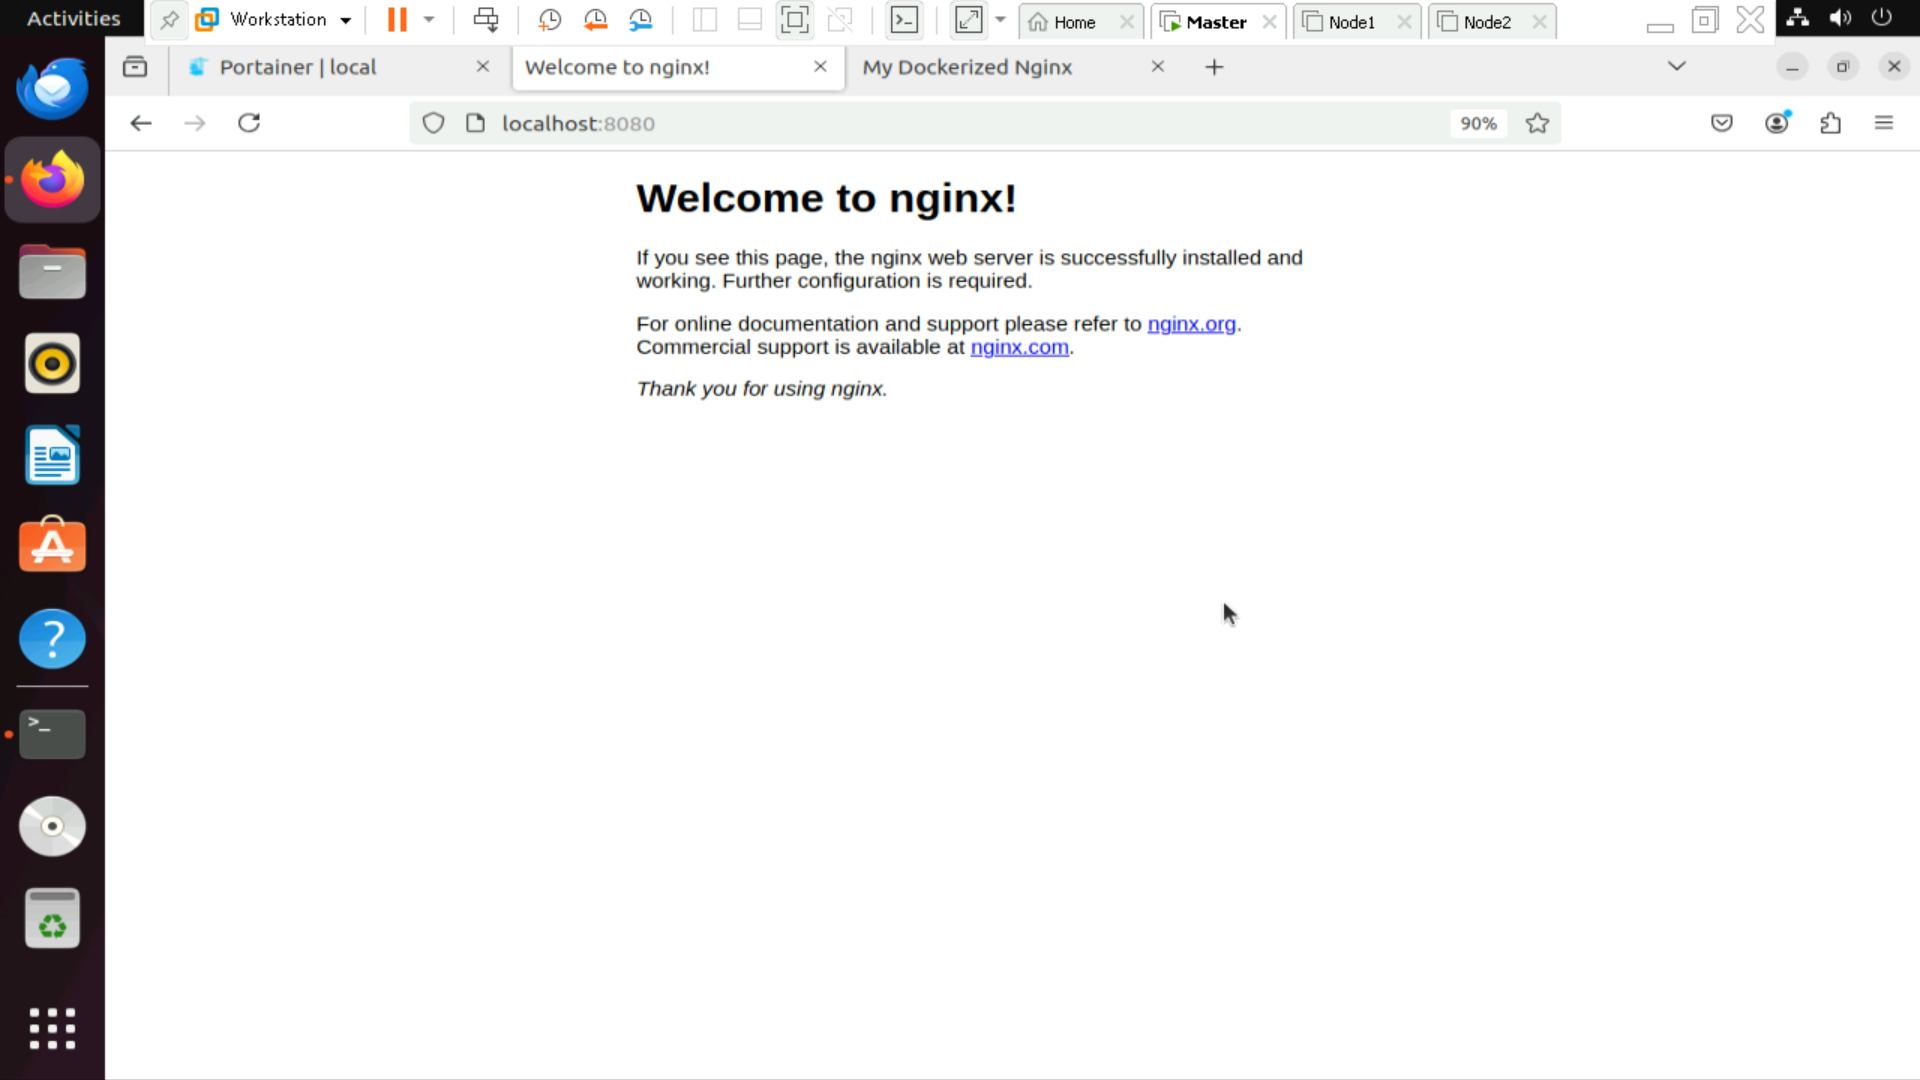 Activities
Workstation
Home
Master
Node1
Node2
Portainer | local
Welcome to nginx!
My Dockerized Nginx
localhost:8080
90%
Welcome to nginx!
If you see this page, the nginx web server is successfully installed and
working. Further configuration is required.
For online documentation and support please refer to nginx.org.
Commercial support is available at nginx.com.
Thank you for using nginx.